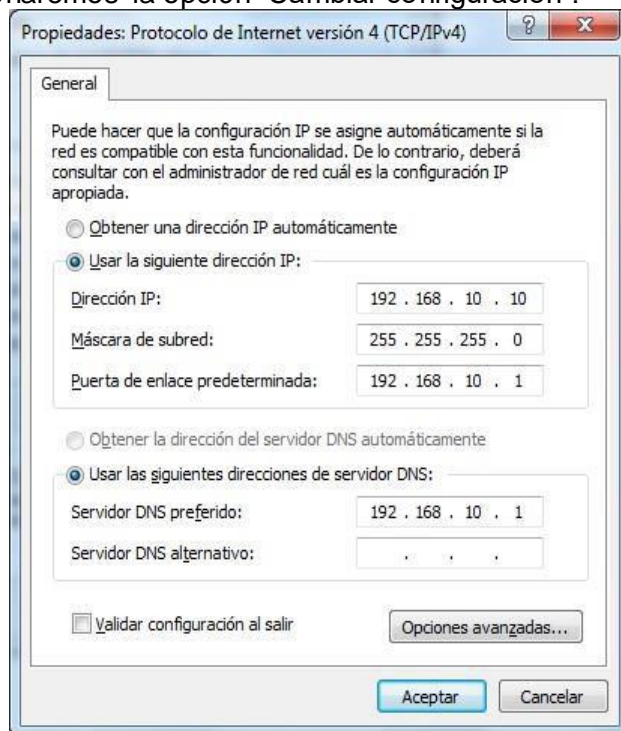 la opción "Cambiar configuración".
Propiedades: Protocolo de Internet versión 4 (TCP/IPv4)
General
Puede hacer que la configuración IP se asigne automáticamente si la
red es compatible con esta funcionalidad. De lo contrario, deberá
consultar con el administrador de red cuál es la configuración IP
apropiada.
Obtener una dirección IP automáticamente
Usar la siguiente dirección IP:
Dirección IP: 192 . 168 . 10 . 10
Máscara de subred: 255 . 255 . 255 . 0
Puerta de enlace predeterminada: 192 . 168 . 10 . 1
Obtener la dirección del servidor DNS automáticamente
Usar las siguientes direcciones de servidor DNS:
Servidor DNS preferido: 192 . 168 . 10 . 1
Servidor DNS alternativo: . . .
Validar configuración al salir
Opciones avanzadas...
Aceptar Cancelar